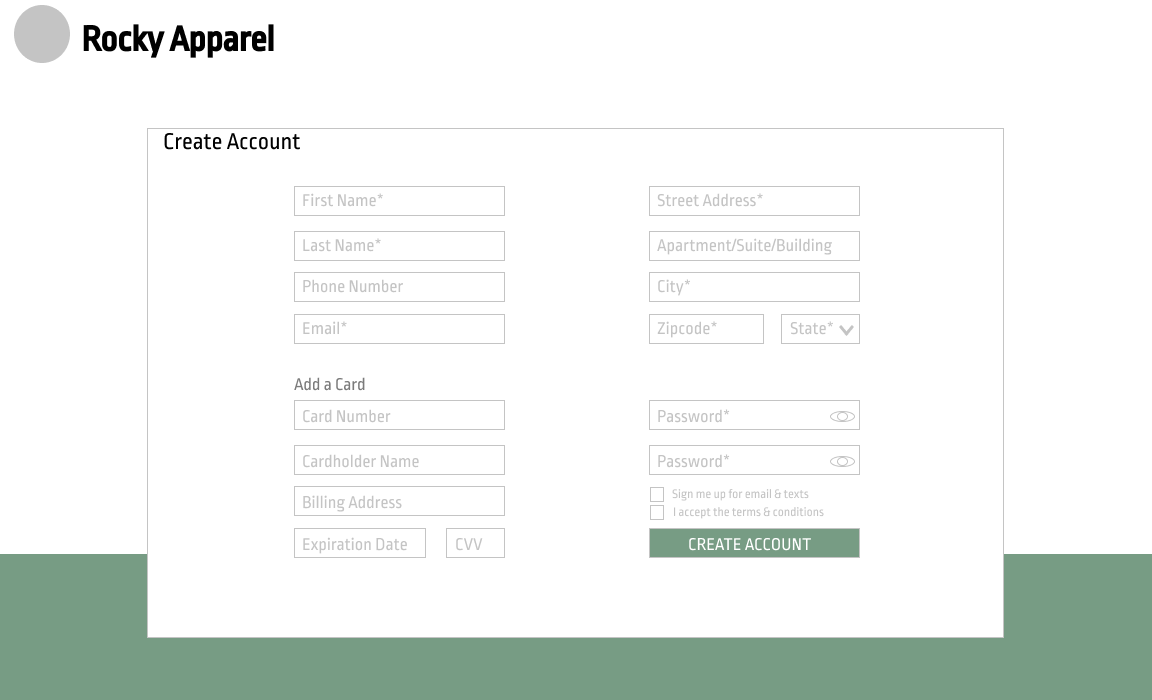 Rocky Apparel
Create Account
First Name*
Last Name*
Phone Number
Email*
Street Address*
Apartment/Suite/Building
City*
Zipcode*
State*
Add a Card
Card Number
Cardholder Name
Billing Address
Expiration Date
CVV
Password*
Password*
Sign me up for email & texts
I accept the terms & conditions
CREATE ACCOUNT